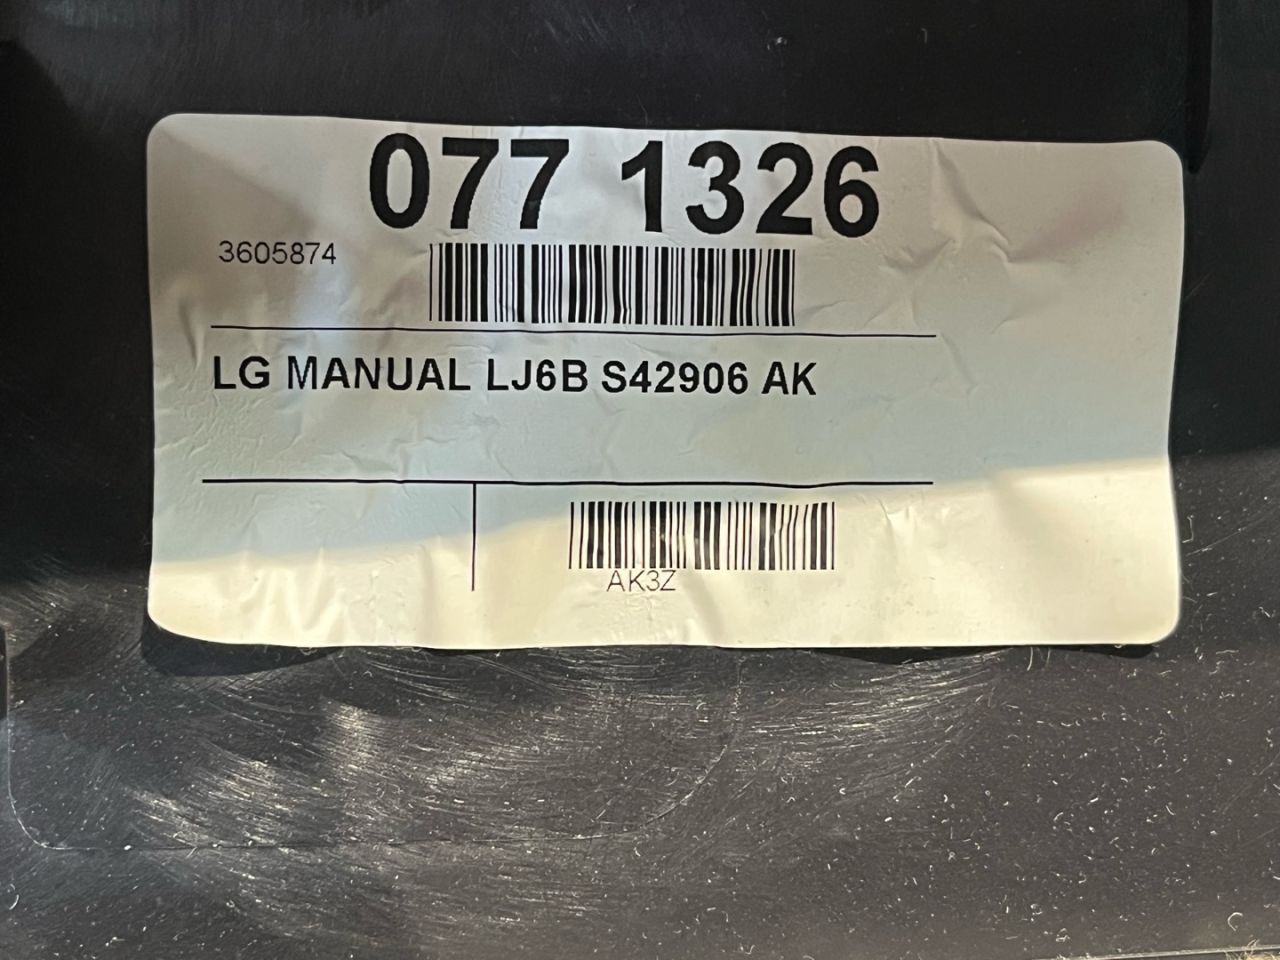 077 1326
3605874
LG MANUAL LJ6B S42906 AK
AK3Z